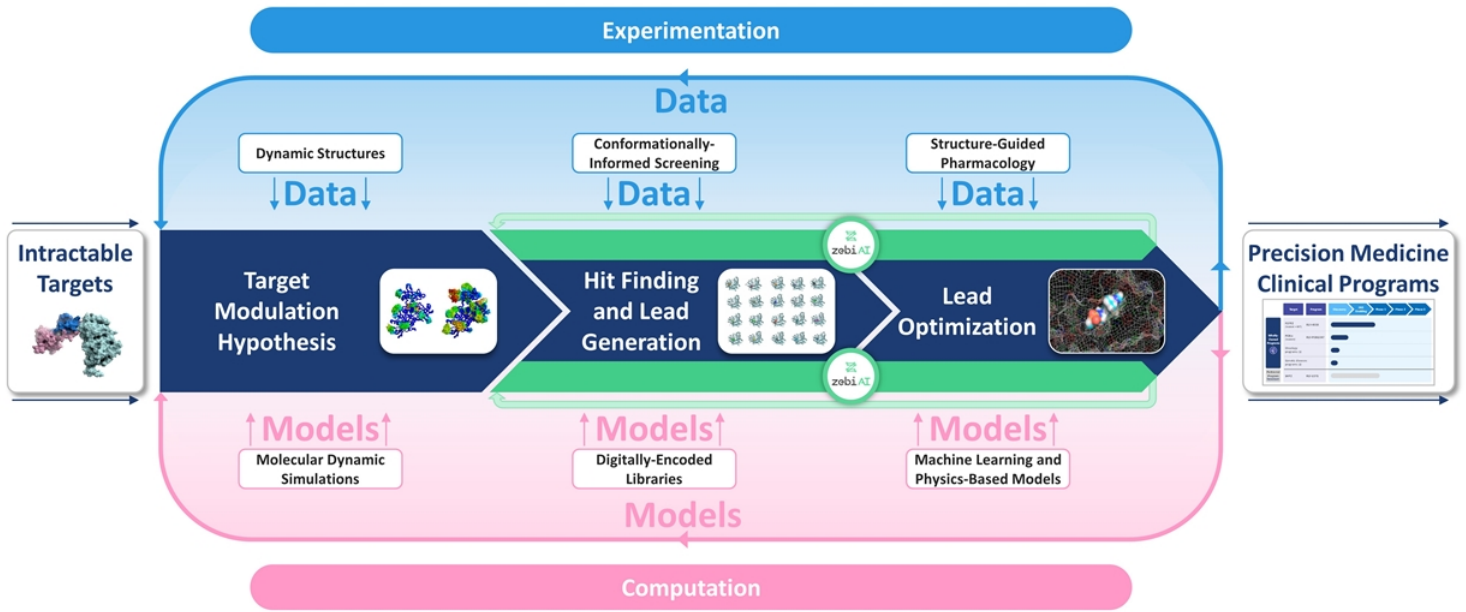 Experimentation
Data
Dynamic Structures
Conformationally-
Informed Screening
Structure-Guided
Pharmacology
Data
Data
Data
Intractable
Targets
Target
Modulation
Hypothesis
zebiAI
Hit Finding
and Lead
Generation
Lead
Optimization
zebiAI
Precision Medicine
Clinical Programs
Models
Models
Models
Molecular Dynamic
Simulations
Digitally-Encoded
Libraries
Machine Learning and
Physics-Based Models
Models
Computation